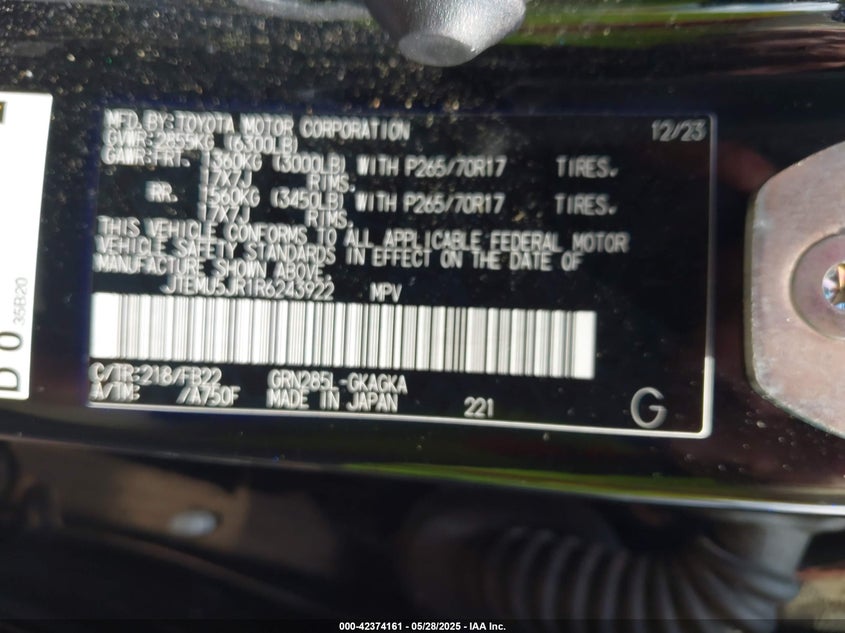 MFD.BY:TOYOTA MOTOR CORPORATION 12/23
GVWR:2855KG (6300LB)
GAWR:FRT. 1360KG (3000LB) WITH P265/70R17 TIRES.
17X7J RIMS.
RR. 1560KG (3450LB) WITH P265/70R17 TIRES.
17X7J RIMS.
THIS VEHICLE CONFORMS TO ALL APPLICABLE FEDERAL MOTOR
VEHICLE SAFETY STANDARDS IN EFFECT ON THE DATE OF
MANUFACTURE SHOWN ABOVE.
JTEMU5JR1R6243922 MPV
C/TR:218/FB22 GRN285L-GKAGKA
A/TM: /A750F MADE IN JAPAN 221 G
D 0
35B20
000-42374161 - 05/28/2025 - IAA Inc.